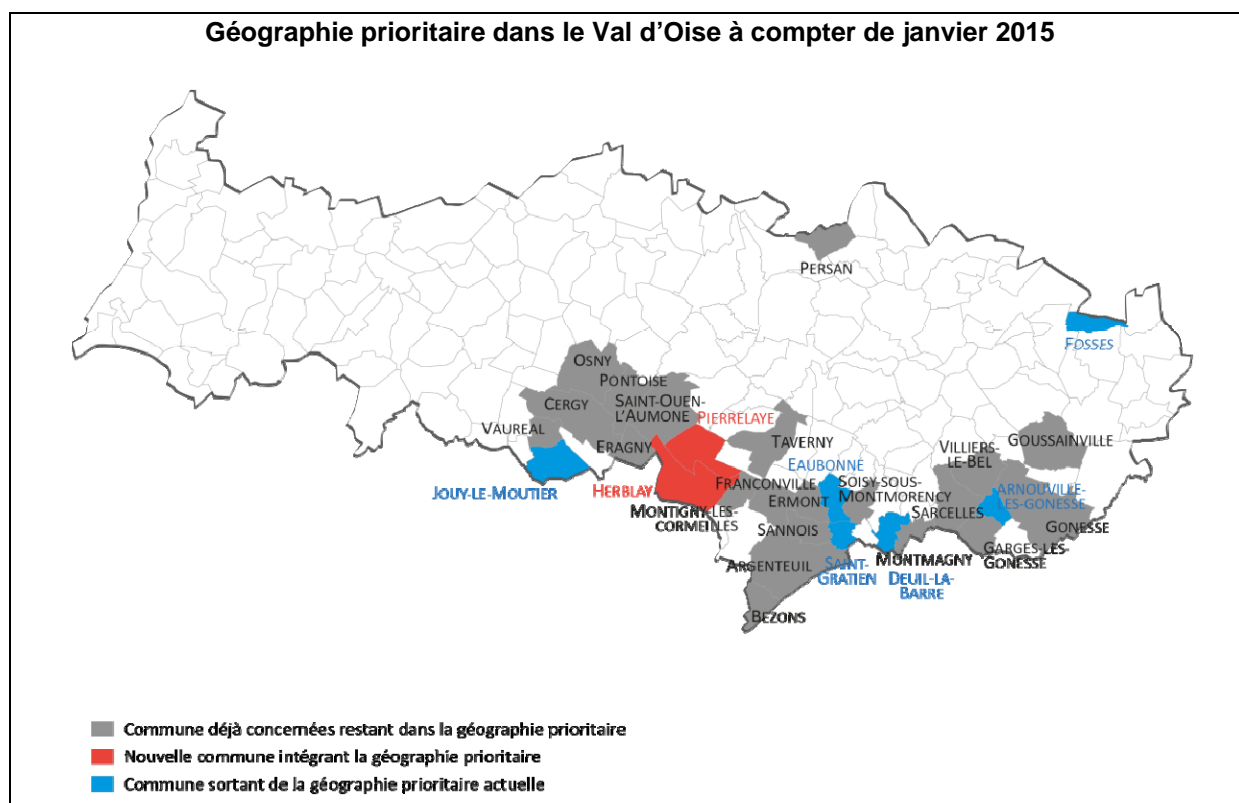 Géographie prioritaire dans le Val d'Oise à compter de janvier 2015
PERSAN
FOSSES
OSNY
PONTOISE
CERGY
SAINT-OUEN-
L'AUMONE
PIERRELAYE
VAUREAL
ERAGNY
TAVERNY
VILLIERS-
LE-BEL
GOUSSAINVILLE
EAUBONNE
JOUY-LE-MOUTIER
HERBLAY
FRANCONVILLE
SOISY-SOUS-
MONTMORENCY
ARNOUVILLE-
LES-GONESSE
ERMONT
MONTIGNY-LES-
CORMEILLES
SARCELLES
GONESSE
SANNOIS
GARGES-LES-
GONESSE
ARGENTEUIL
SAINT-
GRATIEN
MONTMAGNY
DEUIL-LA-
BARRE
BEZONS
Commune déjà concernées restant dans la géographie prioritaire
Nouvelle commune intégrant la géographie prioritaire
Commune sortant de la géographie prioritaire actuelle